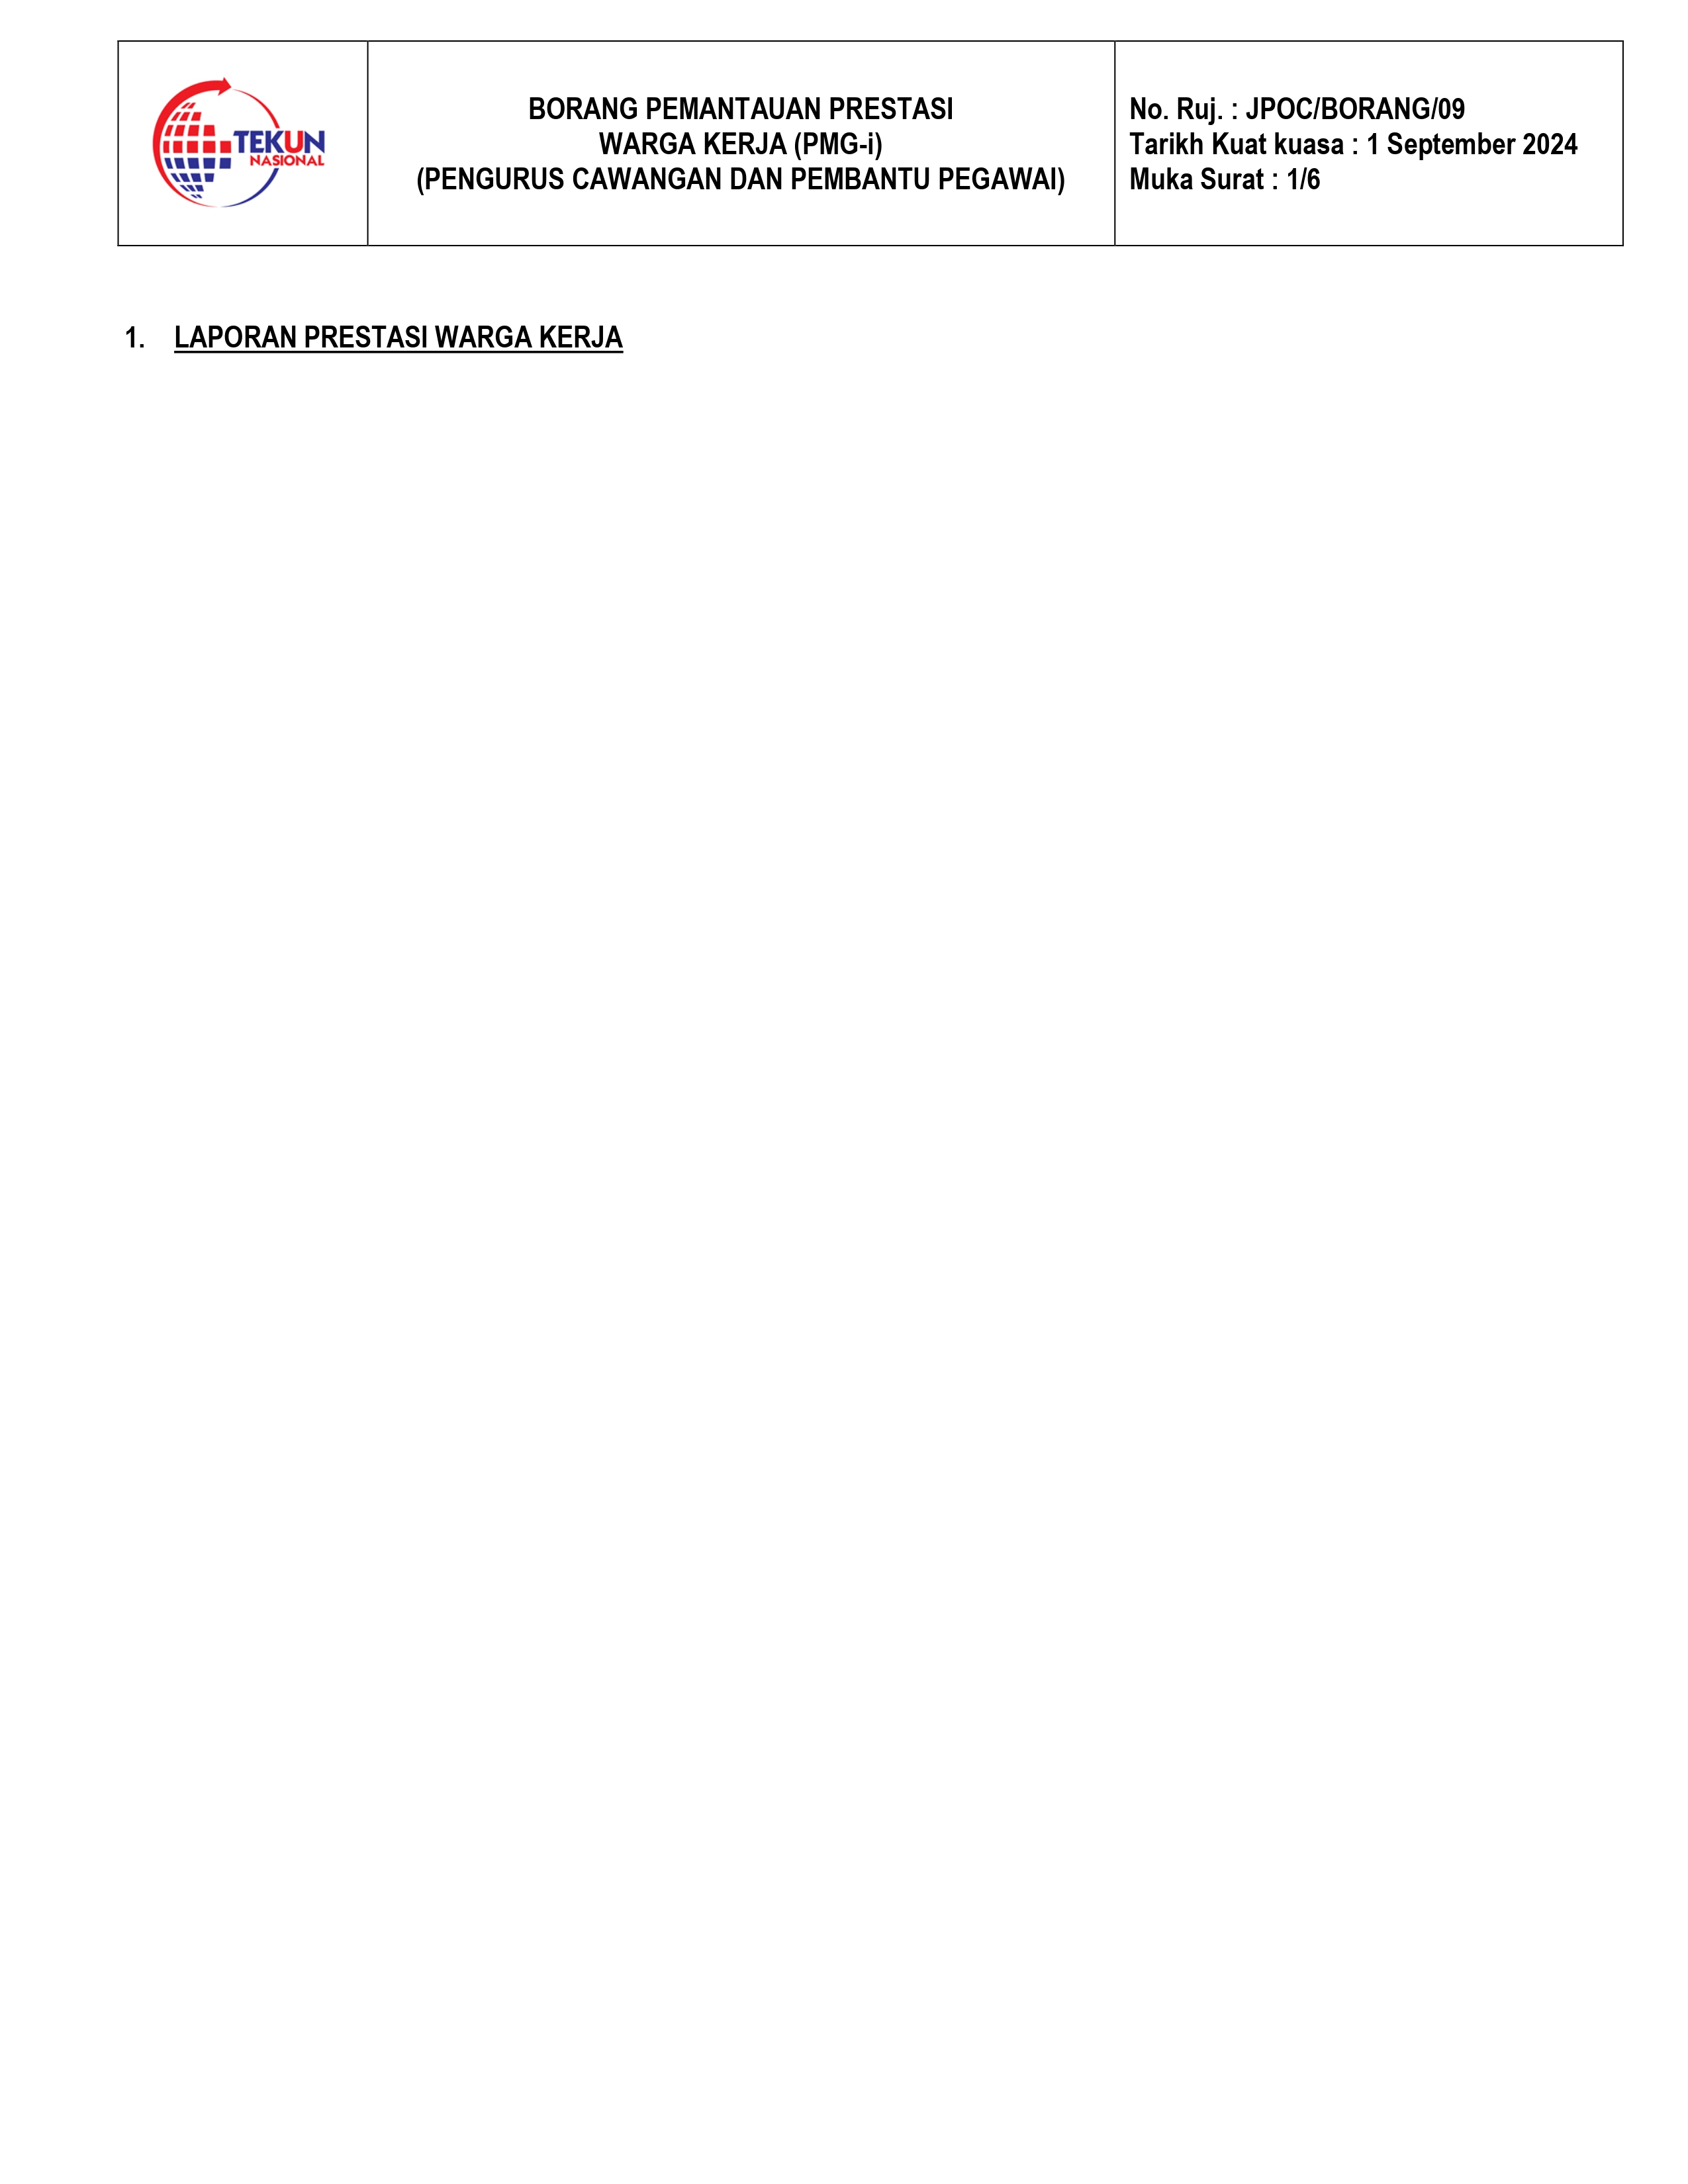 TEKUN
NASIONAL
BORANG PEMANTAUAN PRESTASI
WARGA KERJA (PMG-i)
(PENGURUS CAWANGAN DAN PEMBANTU PEGAWAI)
No. Ruj. : JPOC/BORANG/09
Tarikh Kuat kuasa : 1 September 2024
Muka Surat : 1/6
1. LAPORAN PRESTASI WARGA KERJA